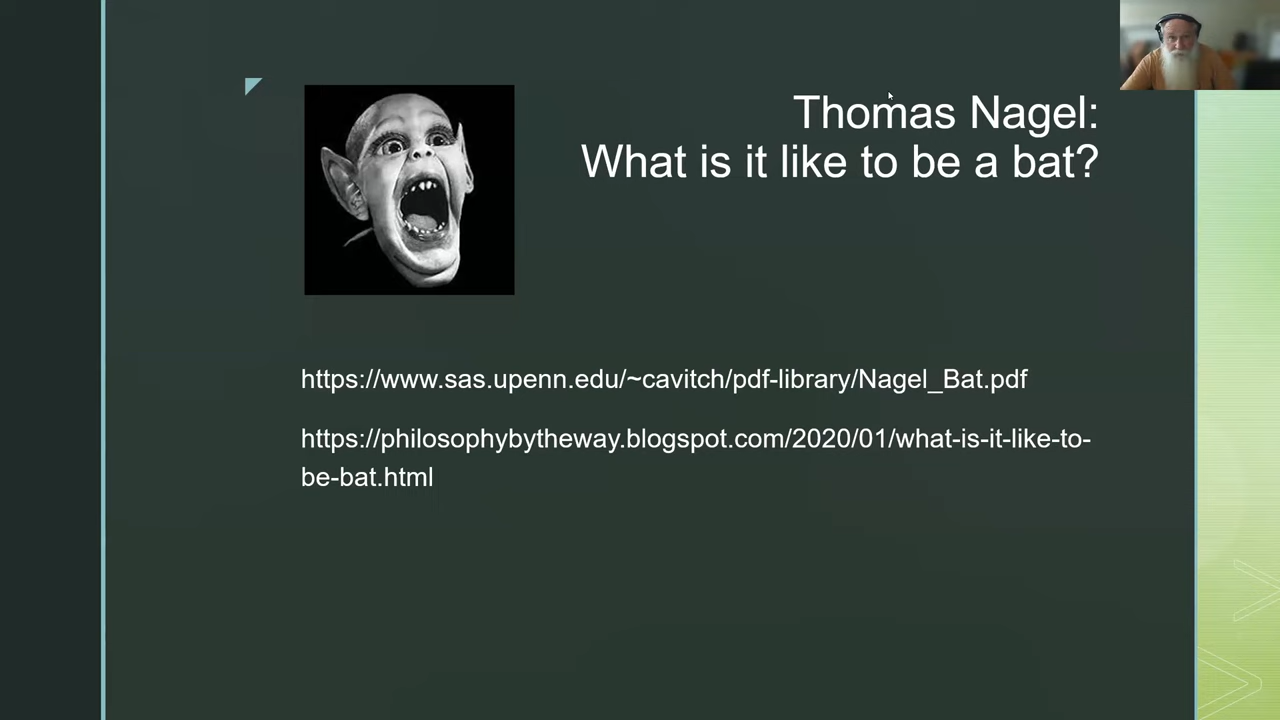 Thomas Nagel:
What is it like to be a bat?
https://www.sas.upenn.edu/~cavitch/pdf-library/Nagel_Bat.pdf
https://philosophybytheway.blogspot.com/2020/01/what-is-it-like-to-
be-bat.html